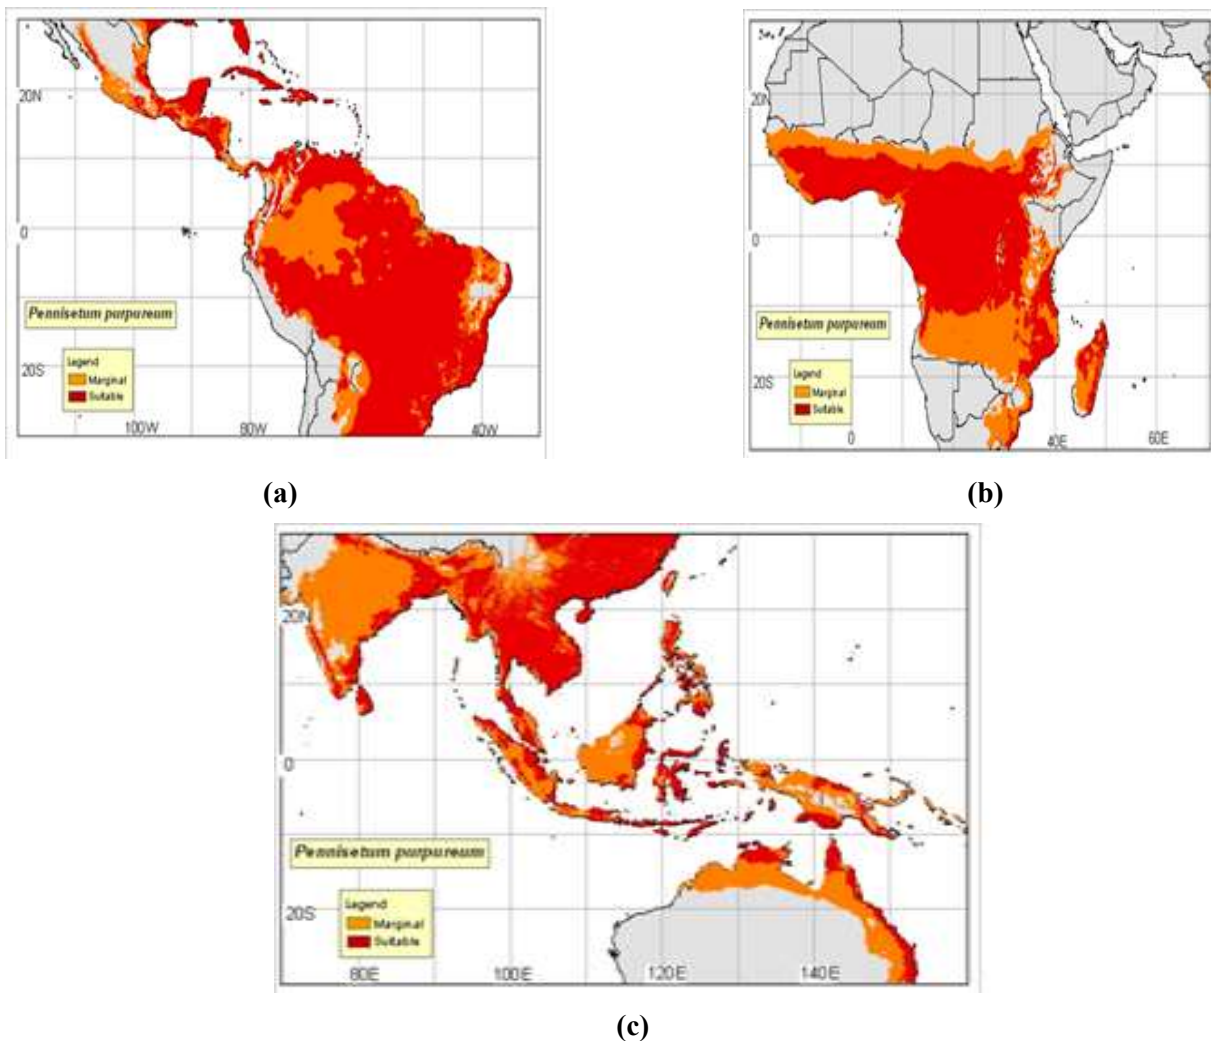 20N
0
20S
Pennisetum purpureum
Legend
Marginal
Suitable
100W 80W 40W
(a)
20N
0
20S
Pennisetum purpureum
Legend
Marginal
Suitable
0 40E 60E
(b)
20N
0
20S
Pennisetum purpureum
Legend
Marginal
Suitable
80E 100E 120E 140E
(c)